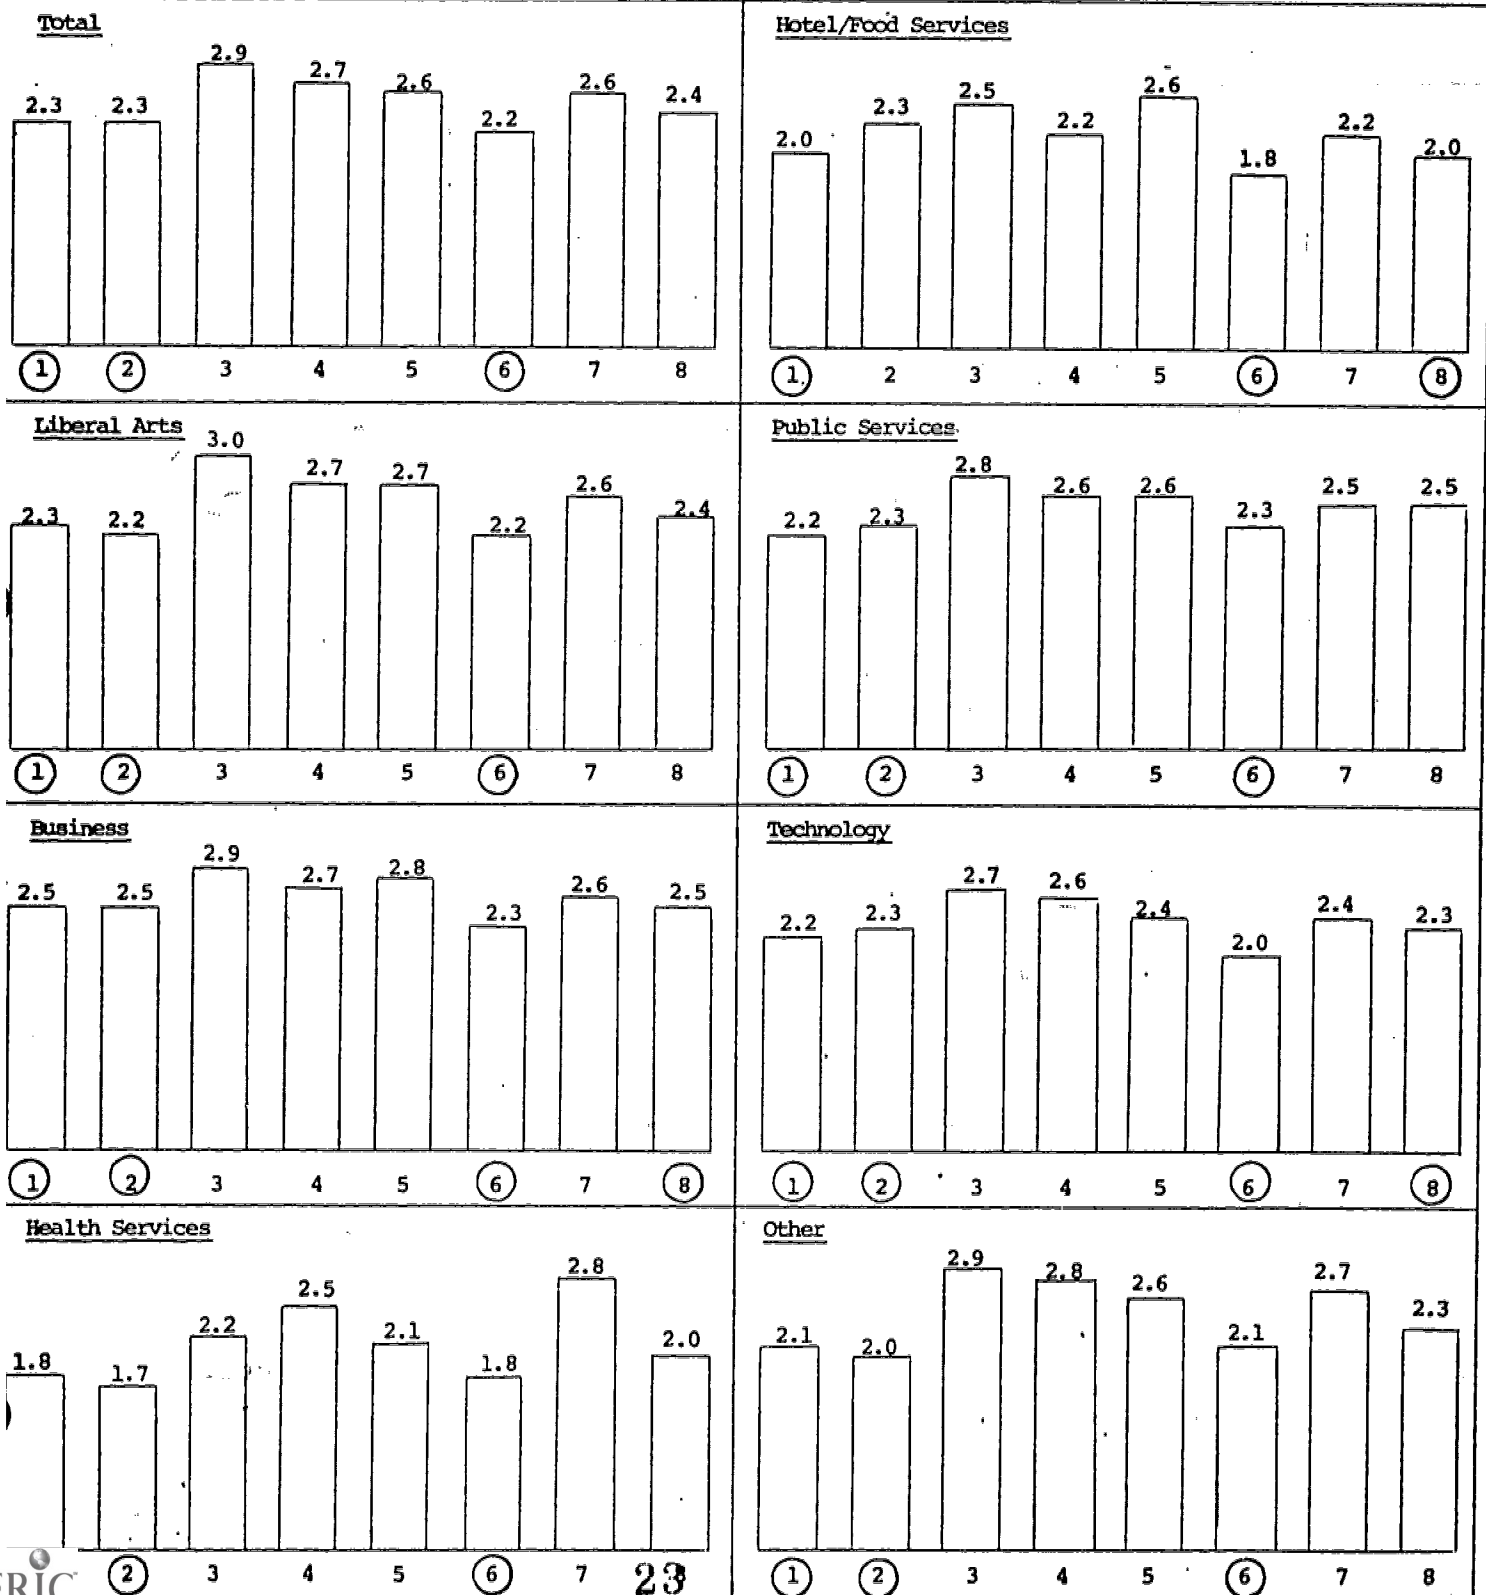 Total
2.3 2.3 2.9 2.7 2.6 2.2 2.6 2.4
1 2 3 4 5 6 7 8
Hotel/Food Services
2.0 2.3 2.5 2.2 2.6 1.8 2.2 2.0
1 2 3 4 5 6 7 8
Liberal Arts
2.3 2.2 3.0 2.7 2.7 2.2 2.6 2.4
1 2 3 4 5 6 7 8
Public Services
2.2 2.3 2.8 2.6 2.6 2.3 2.5 2.5
1 2 3 4 5 6 7 8
Business
2.5 2.5 2.9 2.7 2.8 2.3 2.6 2.5
1 2 3 4 5 6 7 8
Technology
2.2 2.3 2.7 2.6 2.4 2.0 2.4 2.3
1 2 3 4 5 6 7 8
Health Services
1.8 1.7 2.2 2.5 2.1 1.8 2.8 2.0
2 3 4 5 6 7
Other
2.1 2.0 2.9 2.8 2.6 2.1 2.7 2.3
1 2 3 4 5 6 7 8
23
ERIC